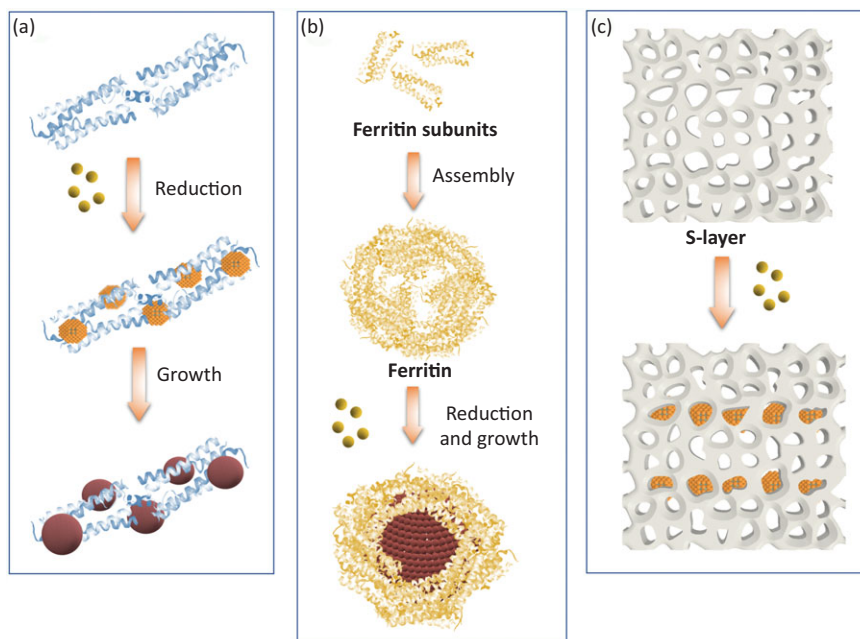 (a)
Reduction
Growth
(b)
Ferritin subunits
Assembly
Ferritin
Reduction
and growth
(c)
S-layer